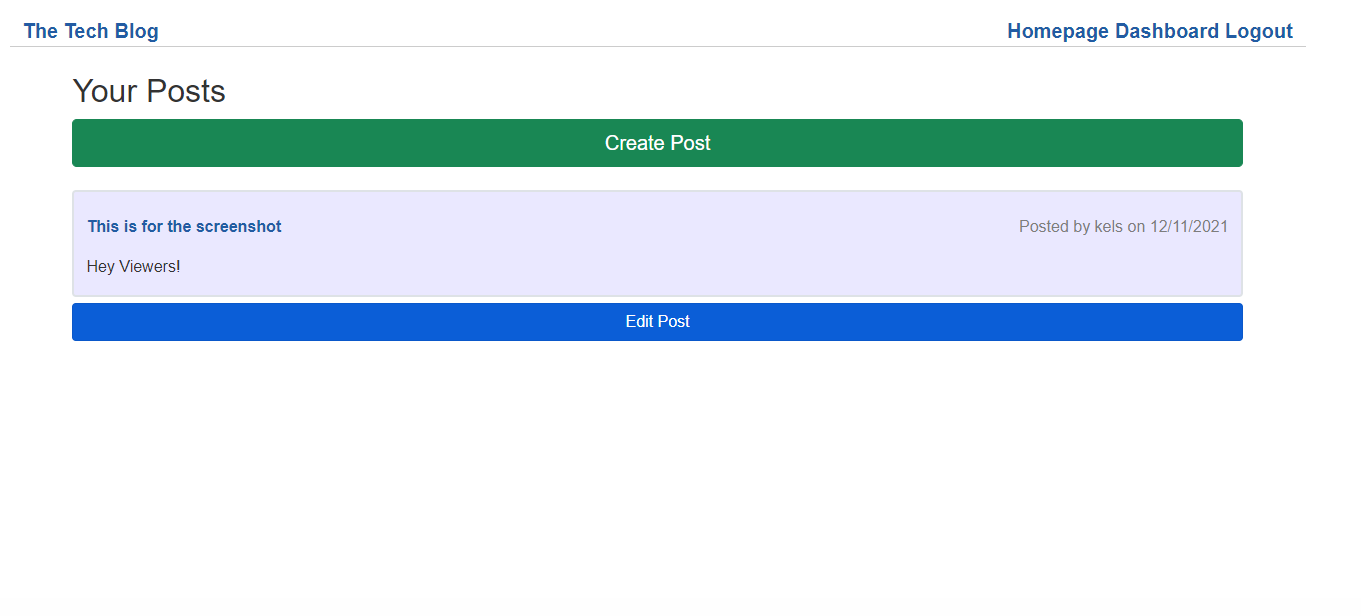 The Tech Blog Homepage Dashboard Logout
Your Posts
Create Post
This is for the screenshot Posted by kels on 12/11/2021
Hey Viewers!
Edit Post